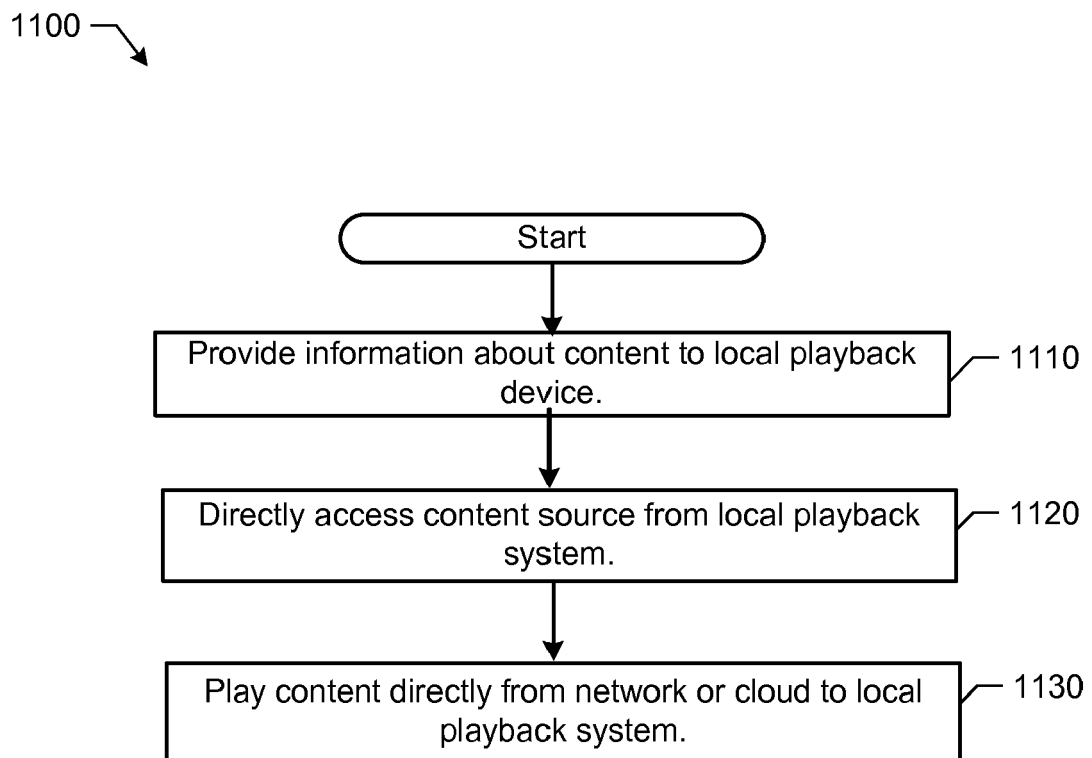 1100
Start
Provide information about content to local playback
device.
1110
Directly access content source from local playback
system.
1120
Play content directly from network or cloud to local
playback system.
1130